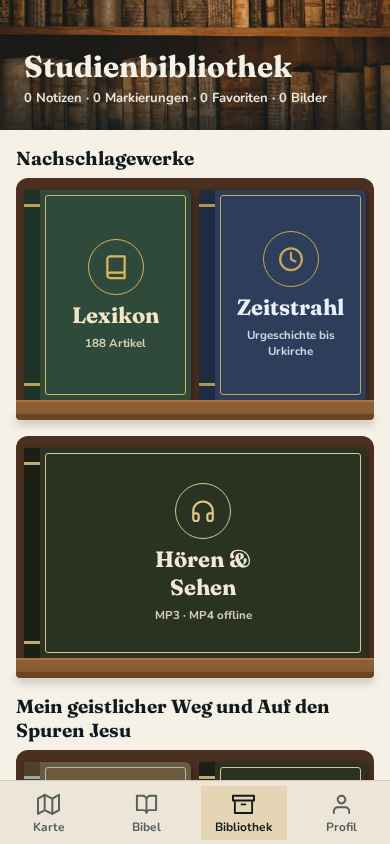 Studienbibliothek
0 Notizen · 0 Markierungen · 0 Favoriten · 0 Bilder
Nachschlagewerke
Lexikon
188 Artikel
Zeitstrahl
Urgeschichte bis
Urkirche
Hören &
Sehen
MP3 · MP4 offline
Mein geistlicher Weg und Auf den
Spuren Jesu
Karte
Bibel
Bibliothek
Profil